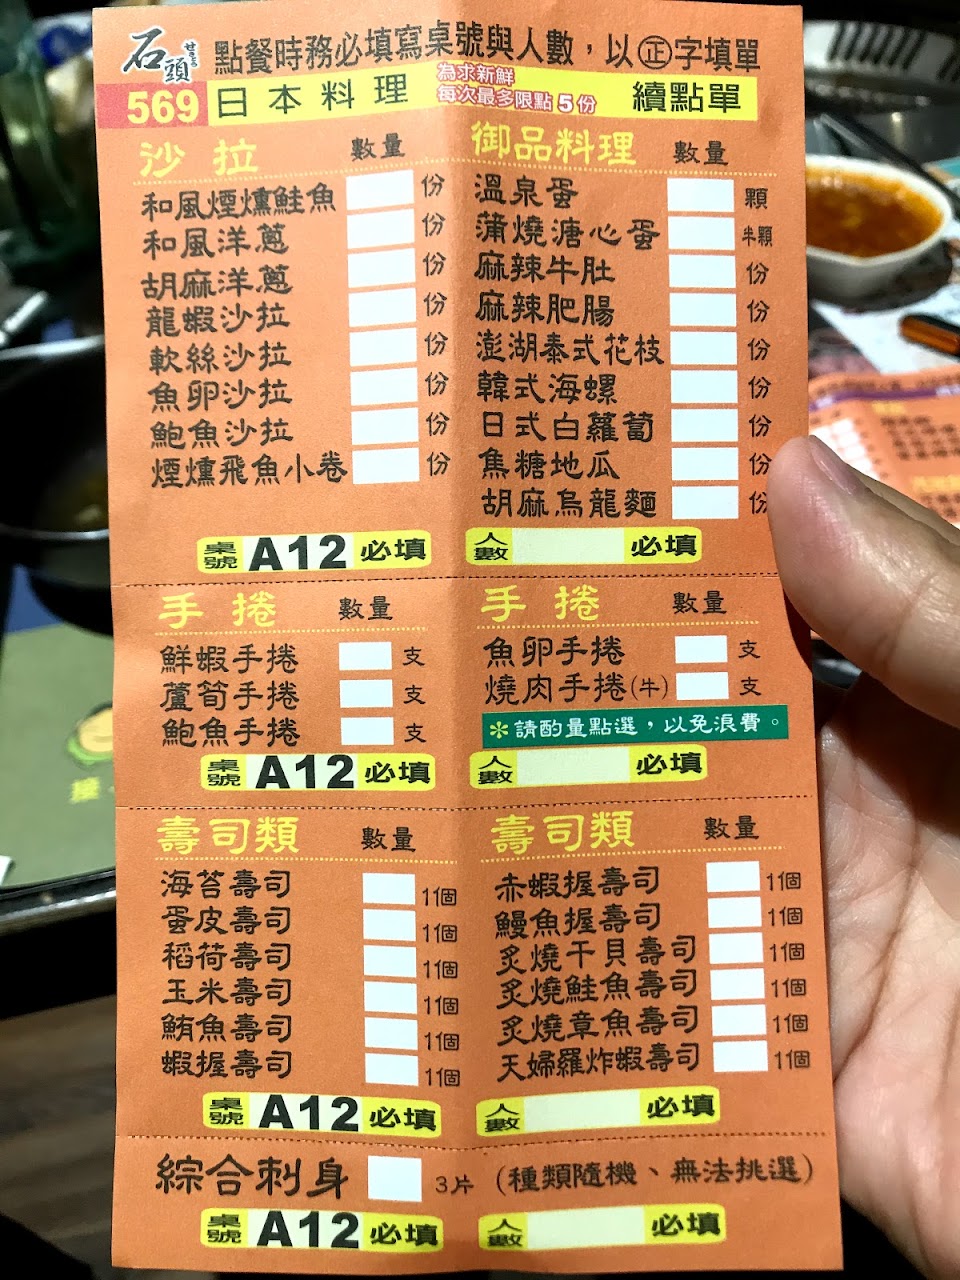 石頭
點餐時務必填寫桌號與人數，以㊣字填單
569 日本料理 為求新鮮 每次最多限點5份 續點單
沙拉 數量
和風煙燻鮭魚 份
和風洋蔥 份
胡麻洋蔥 份
龍蝦沙拉 份
軟絲沙拉 份
魚卵沙拉 份
鮑魚沙拉 份
煙燻飛魚小卷 份
桌號 A12 必填
御品料理 數量
溫泉蛋 顆
蒲燒溏心蛋 半顆
麻辣牛肚 份
麻辣肥腸 份
澎湖泰式花枝 份
韓式海螺 份
日式白蘿蔔 份
焦糖地瓜 份
胡麻烏龍麵 份
人數 必填
手捲 數量
鮮蝦手捲 支
蘆筍手捲 支
鮑魚手捲 支
桌號 A12 必填
手捲 數量
魚卵手捲 支
燒肉手捲(牛) 支
＊請酌量點選，以免浪費。
人數 必填
壽司類 數量
海苔壽司 1個
蛋皮壽司 1個
稻荷壽司 1個
玉米壽司 1個
鮪魚壽司 1個
蝦握壽司 1個
桌號 A12 必填
壽司類 數量
赤蝦握壽司 1個
鰻魚握壽司 1個
炙燒干貝壽司 1個
炙燒鮭魚壽司 1個
炙燒章魚壽司 1個
天婦羅炸蝦壽司 1個
人數 必填
綜合刺身 3片 (種類隨機、無法挑選)
桌號 A12 必填 人數 必填